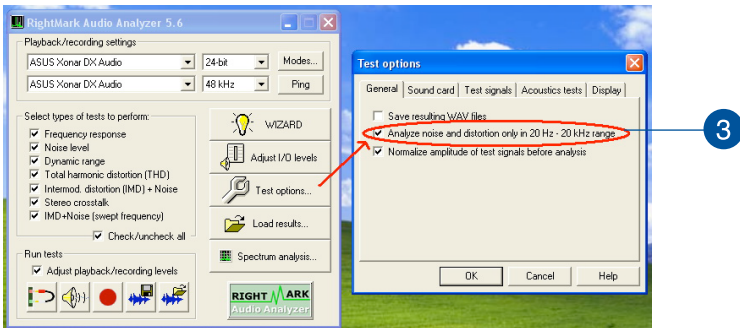 RightMark Audio Analyzer 5.6
Playback/recording settings
ASUS Xonar DX Audio 24-bit Modes...
ASUS Xonar DX Audio 48 kHz Ping
Select types of tests to perform:
Frequency response
Noise level
Dynamic range
Total harmonic distortion (THD)
Intermod. distortion (IMD) + Noise
Stereo crosstalk
IMD+Noise (swept frequency)
Check/uncheck all
WIZARD
Adjust I/O levels
Test options...
Load results...
Spectrum analysis...
Run tests
Adjust playback/recording levels
RIGHT MARK
Audio Analyzer
Test options
General Sound card Test signals Acoustics tests Display
Save resulting WAV files
Analyze noise and distortion only in 20 Hz - 20 kHz range
Normalize amplitude of test signals before analysis
OK Cancel Help
3